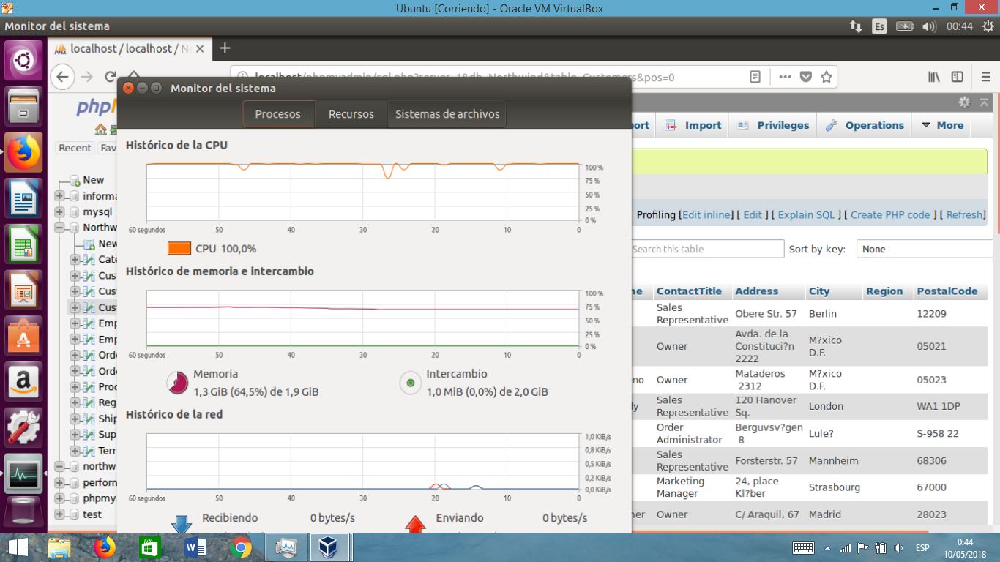 Ubuntu [Corriendo] - Oracle VM VirtualBox
Monitor del sistema
Es
00:44
localhost / localhost / N
localhost/phpmyadmin/sql.php?server=1&db=Northwind&table=Customers&pos=0
Monitor del sistema
Procesos
Recursos
Sistemas de archivos
php
Recent
Fav
New
informa
mysql
Northw
New
Cate
Cust
Cust
Cust
Emp
Emp
Orde
Orde
Prod
Reg
Ship
Sup
Terr
northw
perform
phpmy
test
Histórico de la CPU
100 %
75 %
50 %
25 %
0 %
60 segundos 50 40 30 20 10 0
CPU 100,0%
Histórico de memoria e intercambio
100 %
75 %
50 %
25 %
0 %
60 segundos 50 40 30 20 10 0
Memoria
1,3 GiB (64,5%) de 1,9 GiB
Intercambio
1,0 MiB (0,0%) de 2,0 GiB
Histórico de la red
1,0 KiB/s
0,8 KiB/s
0,5 KiB/s
0,2 KiB/s
0,0 KiB/s
60 segundos 50 40 30 20 10 0
Recibiendo 0 bytes/s
Enviando 0 bytes/s
ort Import Privileges Operations More
Profiling [Edit inline] [ Edit ] [ Explain SQL ] [ Create PHP code ] [ Refresh]
Search this table
Sort by key: None
ne ContactTitle Address City Region PostalCode
Sales
Representative Obere Str. 57 Berlin 12209
Owner Avda. de la
Constituci?n
2222 M?xico
D.F. 05021
no Owner Mataderos
2312 M?xico
D.F. 05023
y Sales
Representative 120 Hanover
Sq. London WA1 1DP
Order
Administrator Berguvsv?gen
8 Lule? S-958 22
Sales
Representative Forsterstr. 57 Mannheim 68306
Marketing
Manager 24, place
Kl?ber Strasbourg 67000
ner Owner C/ Araquil, 67 Madrid 28023
ESP
0:44
10/05/2018